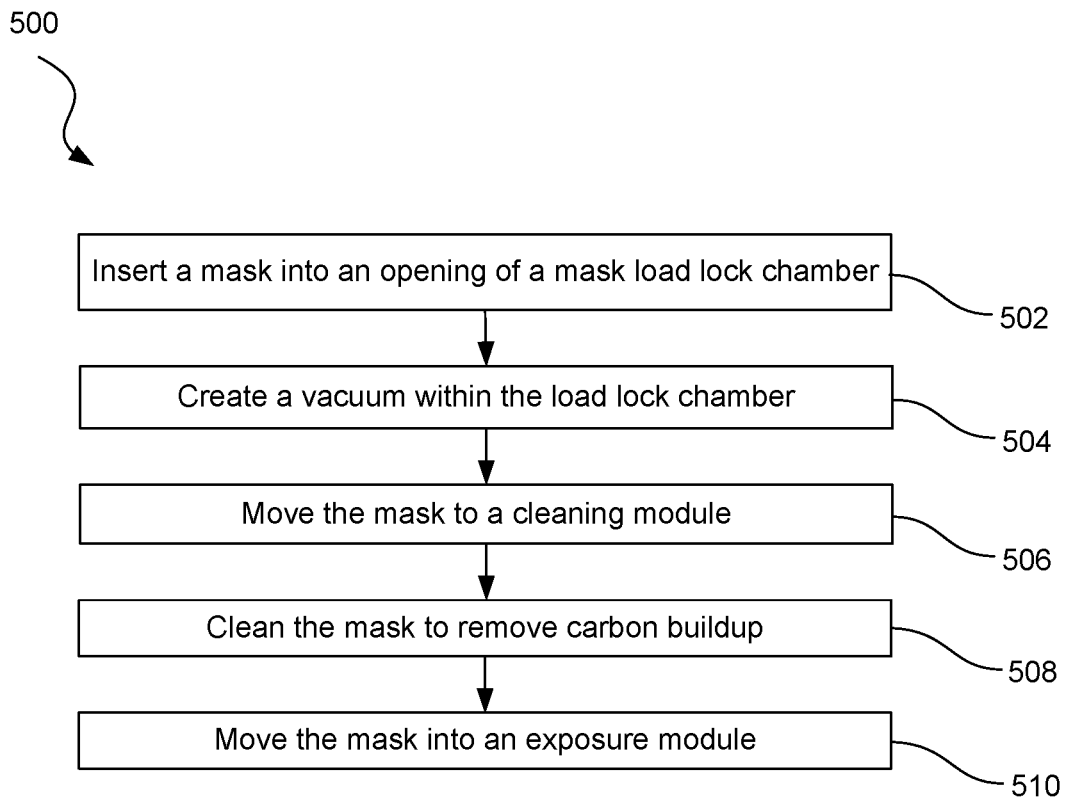 500
Insert a mask into an opening of a mask load lock chamber
502
Create a vacuum within the load lock chamber
504
Move the mask to a cleaning module
506
Clean the mask to remove carbon buildup
508
Move the mask into an exposure module
510